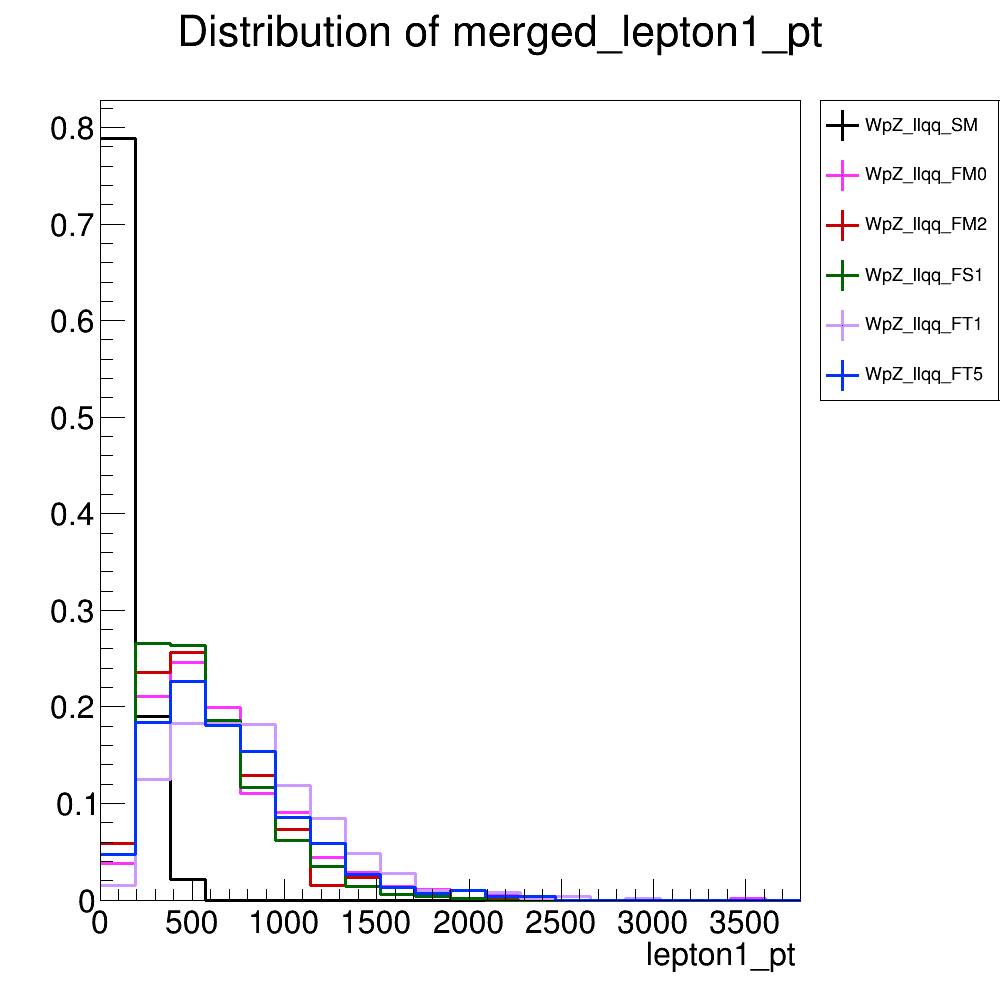 Distribution of merged_lepton1_pt
0.8
0.7
0.6
0.5
0.4
0.3
0.2
0.1
0
0 500 1000 1500 2000 2500 3000 3500
lepton1_pt
WpZ_llqq_SM
WpZ_llqq_FM0
WpZ_llqq_FM2
WpZ_llqq_FS1
WpZ_llqq_FT1
WpZ_llqq_FT5